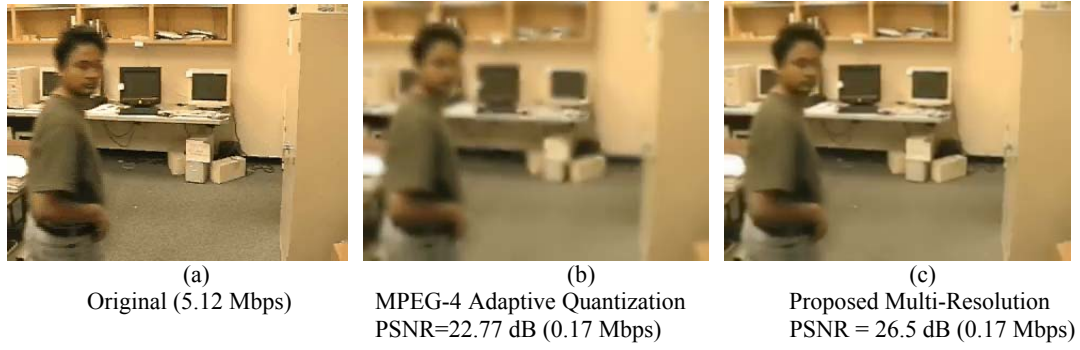 (a)
Original (5.12 Mbps)
(b)
MPEG-4 Adaptive Quantization
PSNR=22.77 dB (0.17 Mbps)
(c)
Proposed Multi-Resolution
PSNR = 26.5 dB (0.17 Mbps)